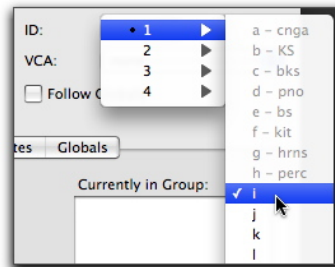 ID:
1
2
3
4
VCA:
Follow
tes Globals
Currently in Group:
a – cnga
b – KS
c – bks
d – pno
e – bs
f – kit
g – hrns
h – perc
✓ i
j
k
l